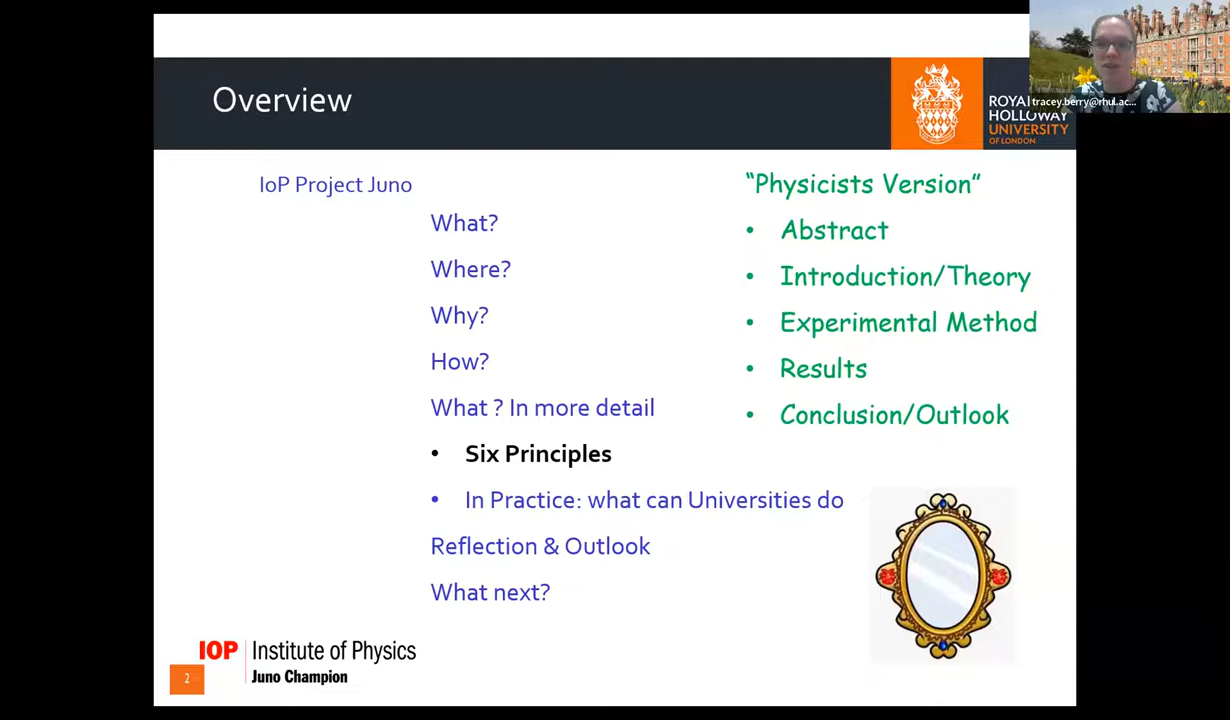 Overview
ROYAL
HOLLOWAY
UNIVERSITY
OF LONDON
tracey.berry@rhul.ac...
IoP Project Juno
What?
Where?
Why?
How?
What ? In more detail
• Six Principles
• In Practice: what can Universities do
Reflection & Outlook
What next?
“Physicists Version”
• Abstract
• Introduction/Theory
• Experimental Method
• Results
• Conclusion/Outlook
IOP Institute of Physics
Juno Champion
2